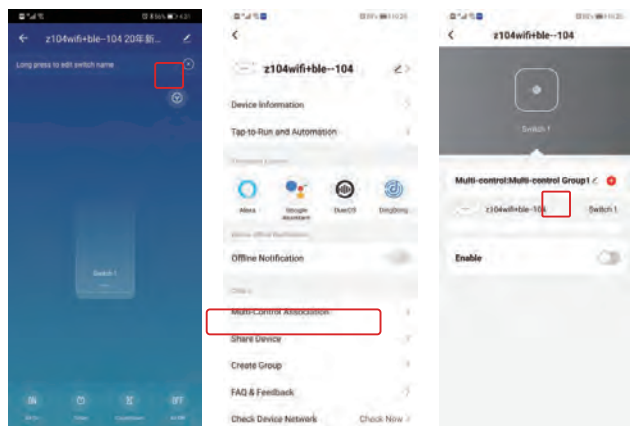 z104wifi+ble--104 20年新...
Long press to edit switch name
Switch 1
z104wifi+ble--104
Device Information
Tap-to-Run and Automation
Alexa
Google Assistant
DuerOS
DingDong
Offline Notification
Multi-Control Association
Share Device
Create Group
FAQ & Feedback
Check Device Network Check Now
z104wifi+ble--104
Switch 1
Multi-control:Multi-control Group1
z104wifi+ble-104 Switch 1
Enable